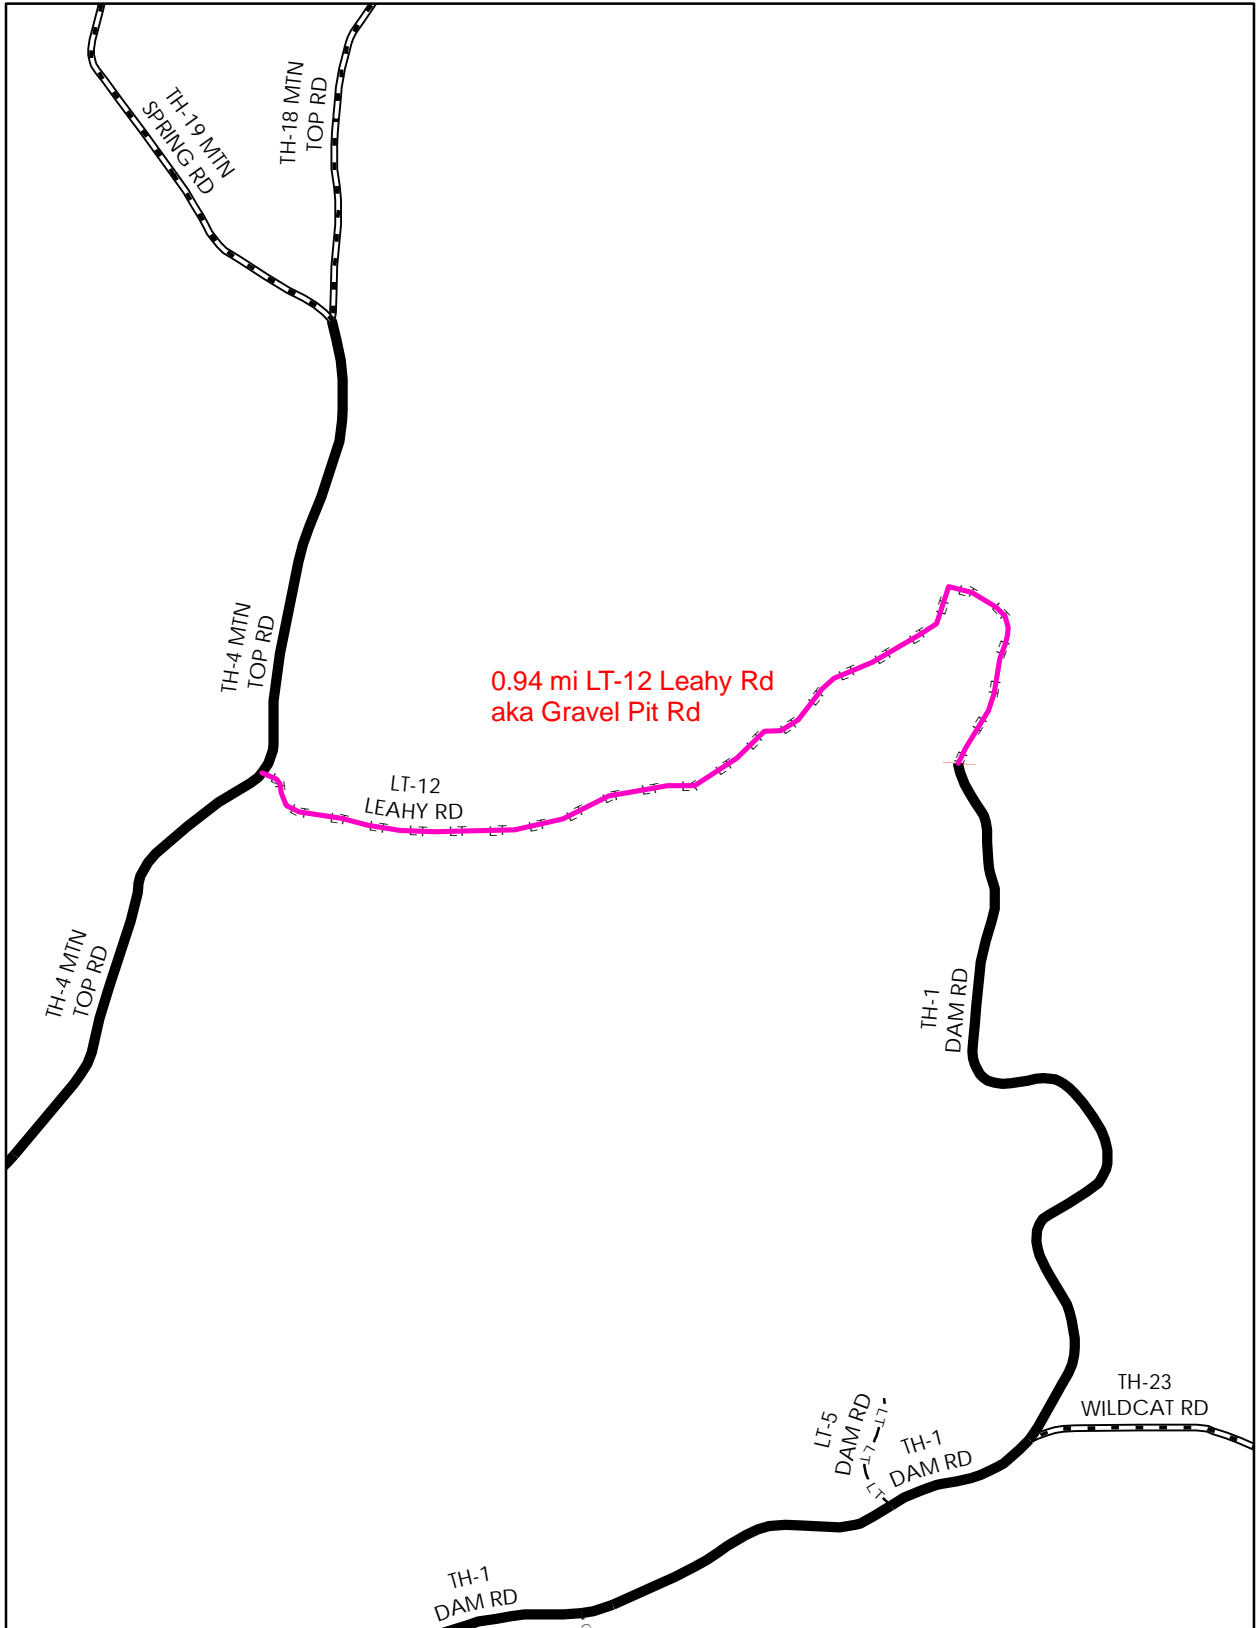 TH-19 MTN
SPRING RD
TH-18 MTN
TOP RD
TH-4 MTN
TOP RD
0.94 mi LT-12 Leahy Rd
aka Gravel Pit Rd
LT-12
LEAHY RD
TH-4 MTN
TOP RD
TH-1
DAM RD
TH-23
WILDCAT RD
LT-5
DAM RD
TH-1
DAM RD
TH-1
DAM RD